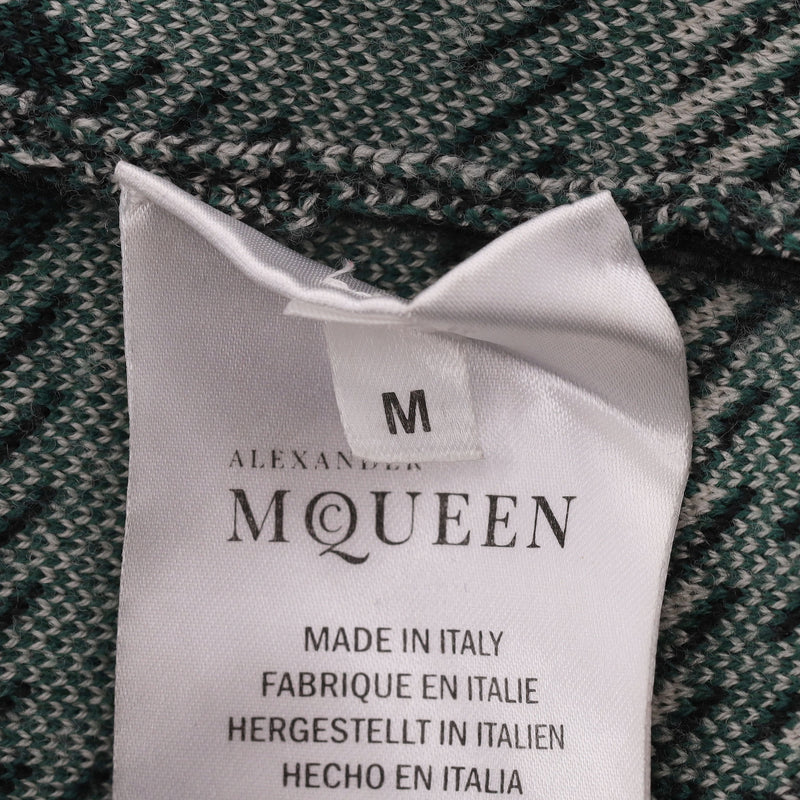 M
ALEXANDER
McQUEEN
MADE IN ITALY
FABRIQUE EN ITALIE
HERGESTELLT IN ITALIEN
HECHO EN ITALIA